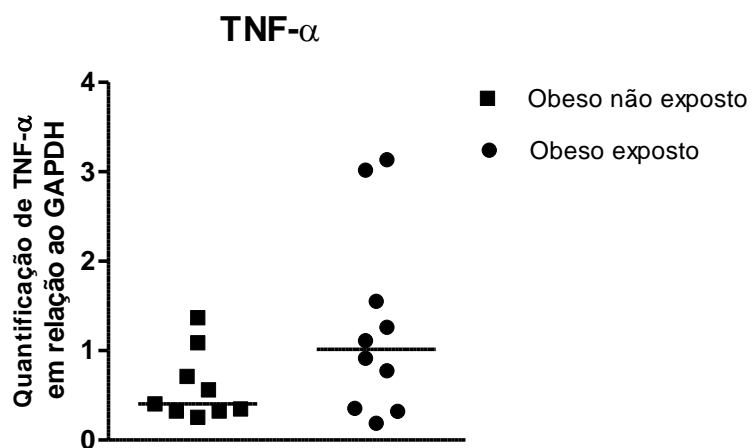 TNF-α
Quantificação de TNF-α
em relação ao GAPDH
4
3
2
1
0
Obeso não exposto
Obeso exposto